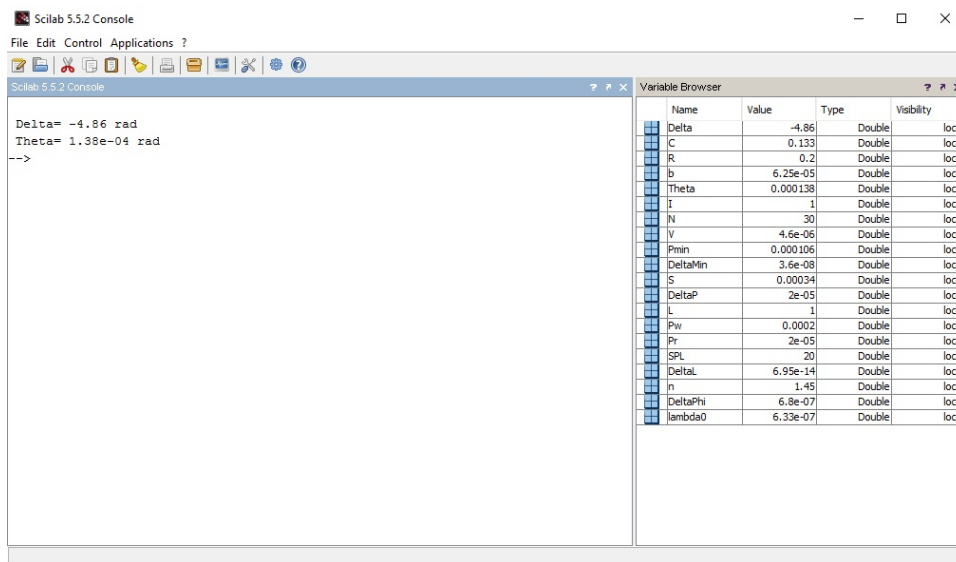 Scilab 5.5.2 Console
File Edit Control Applications ?
Scilab 5.5.2 Console
Delta= -4.86 rad
Theta= 1.38e-04 rad
-->
Variable Browser
Name Value Type Visibility
Delta -4.86 Double loc
C 0.133 Double loc
R 0.2 Double loc
b 6.25e-05 Double loc
Theta 0.000138 Double loc
I 1 Double loc
N 30 Double loc
V 4.6e-06 Double loc
Pmin 0.000106 Double loc
DeltaMin 3.6e-08 Double loc
S 0.00034 Double loc
DeltaP 2e-05 Double loc
L 1 Double loc
Pw 0.0002 Double loc
Pr 2e-05 Double loc
SPL 20 Double loc
DeltaL 6.95e-14 Double loc
n 1.45 Double loc
DeltaPhi 6.8e-07 Double loc
lambda0 6.33e-07 Double loc